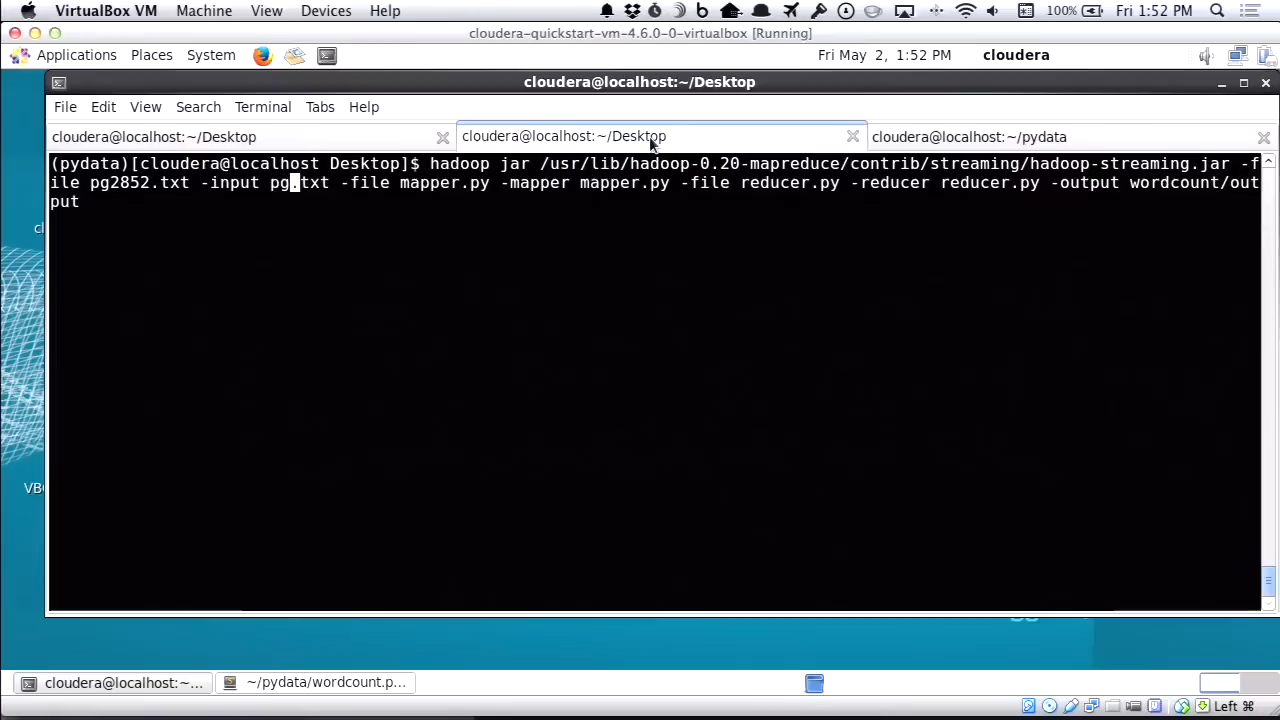 VirtualBox VM Machine View Devices Help 100% Fri 1:52 PM
cloudera-quickstart-vm-4.6.0-0-virtualbox [Running]
Applications Places System Fri May 2, 1:52 PM cloudera
cloudera@localhost:~/Desktop
File Edit View Search Terminal Tabs Help
cloudera@localhost:~/Desktop cloudera@localhost:~/Desktop cloudera@localhost:~/pydata
(pydata)[cloudera@localhost Desktop]$ hadoop jar /usr/lib/hadoop-0.20-mapreduce/contrib/streaming/hadoop-streaming.jar -f
ile pg2852.txt -input pg.txt -file mapper.py -mapper mapper.py -file reducer.py -reducer reducer.py -output wordcount/out
put
cl
VB
cloudera@localhost:~... ~/pydata/wordcount.p...
Left ⌘